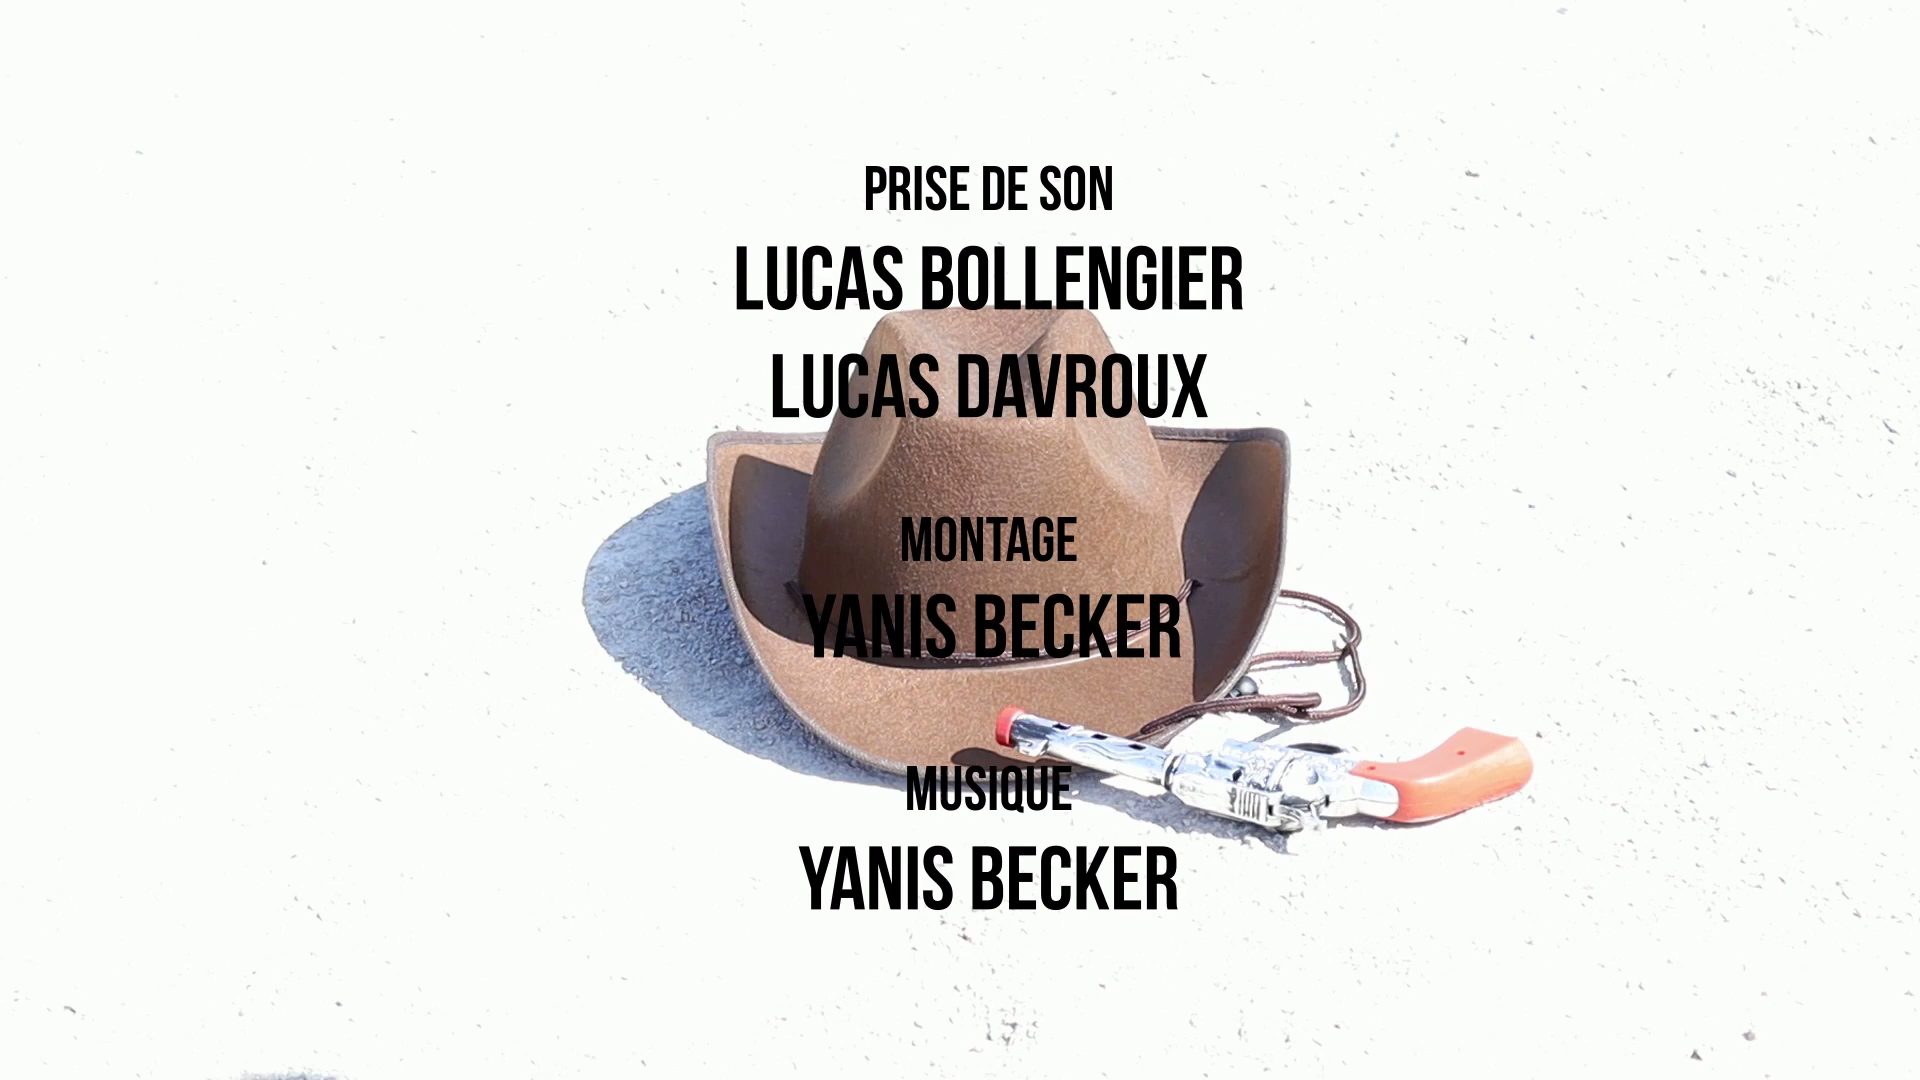 PRISE DE SON
LUCAS BOLLENGIER
LUCAS DAVROUX
MONTAGE
YANIS BECKER
MUSIQUE
YANIS BECKER